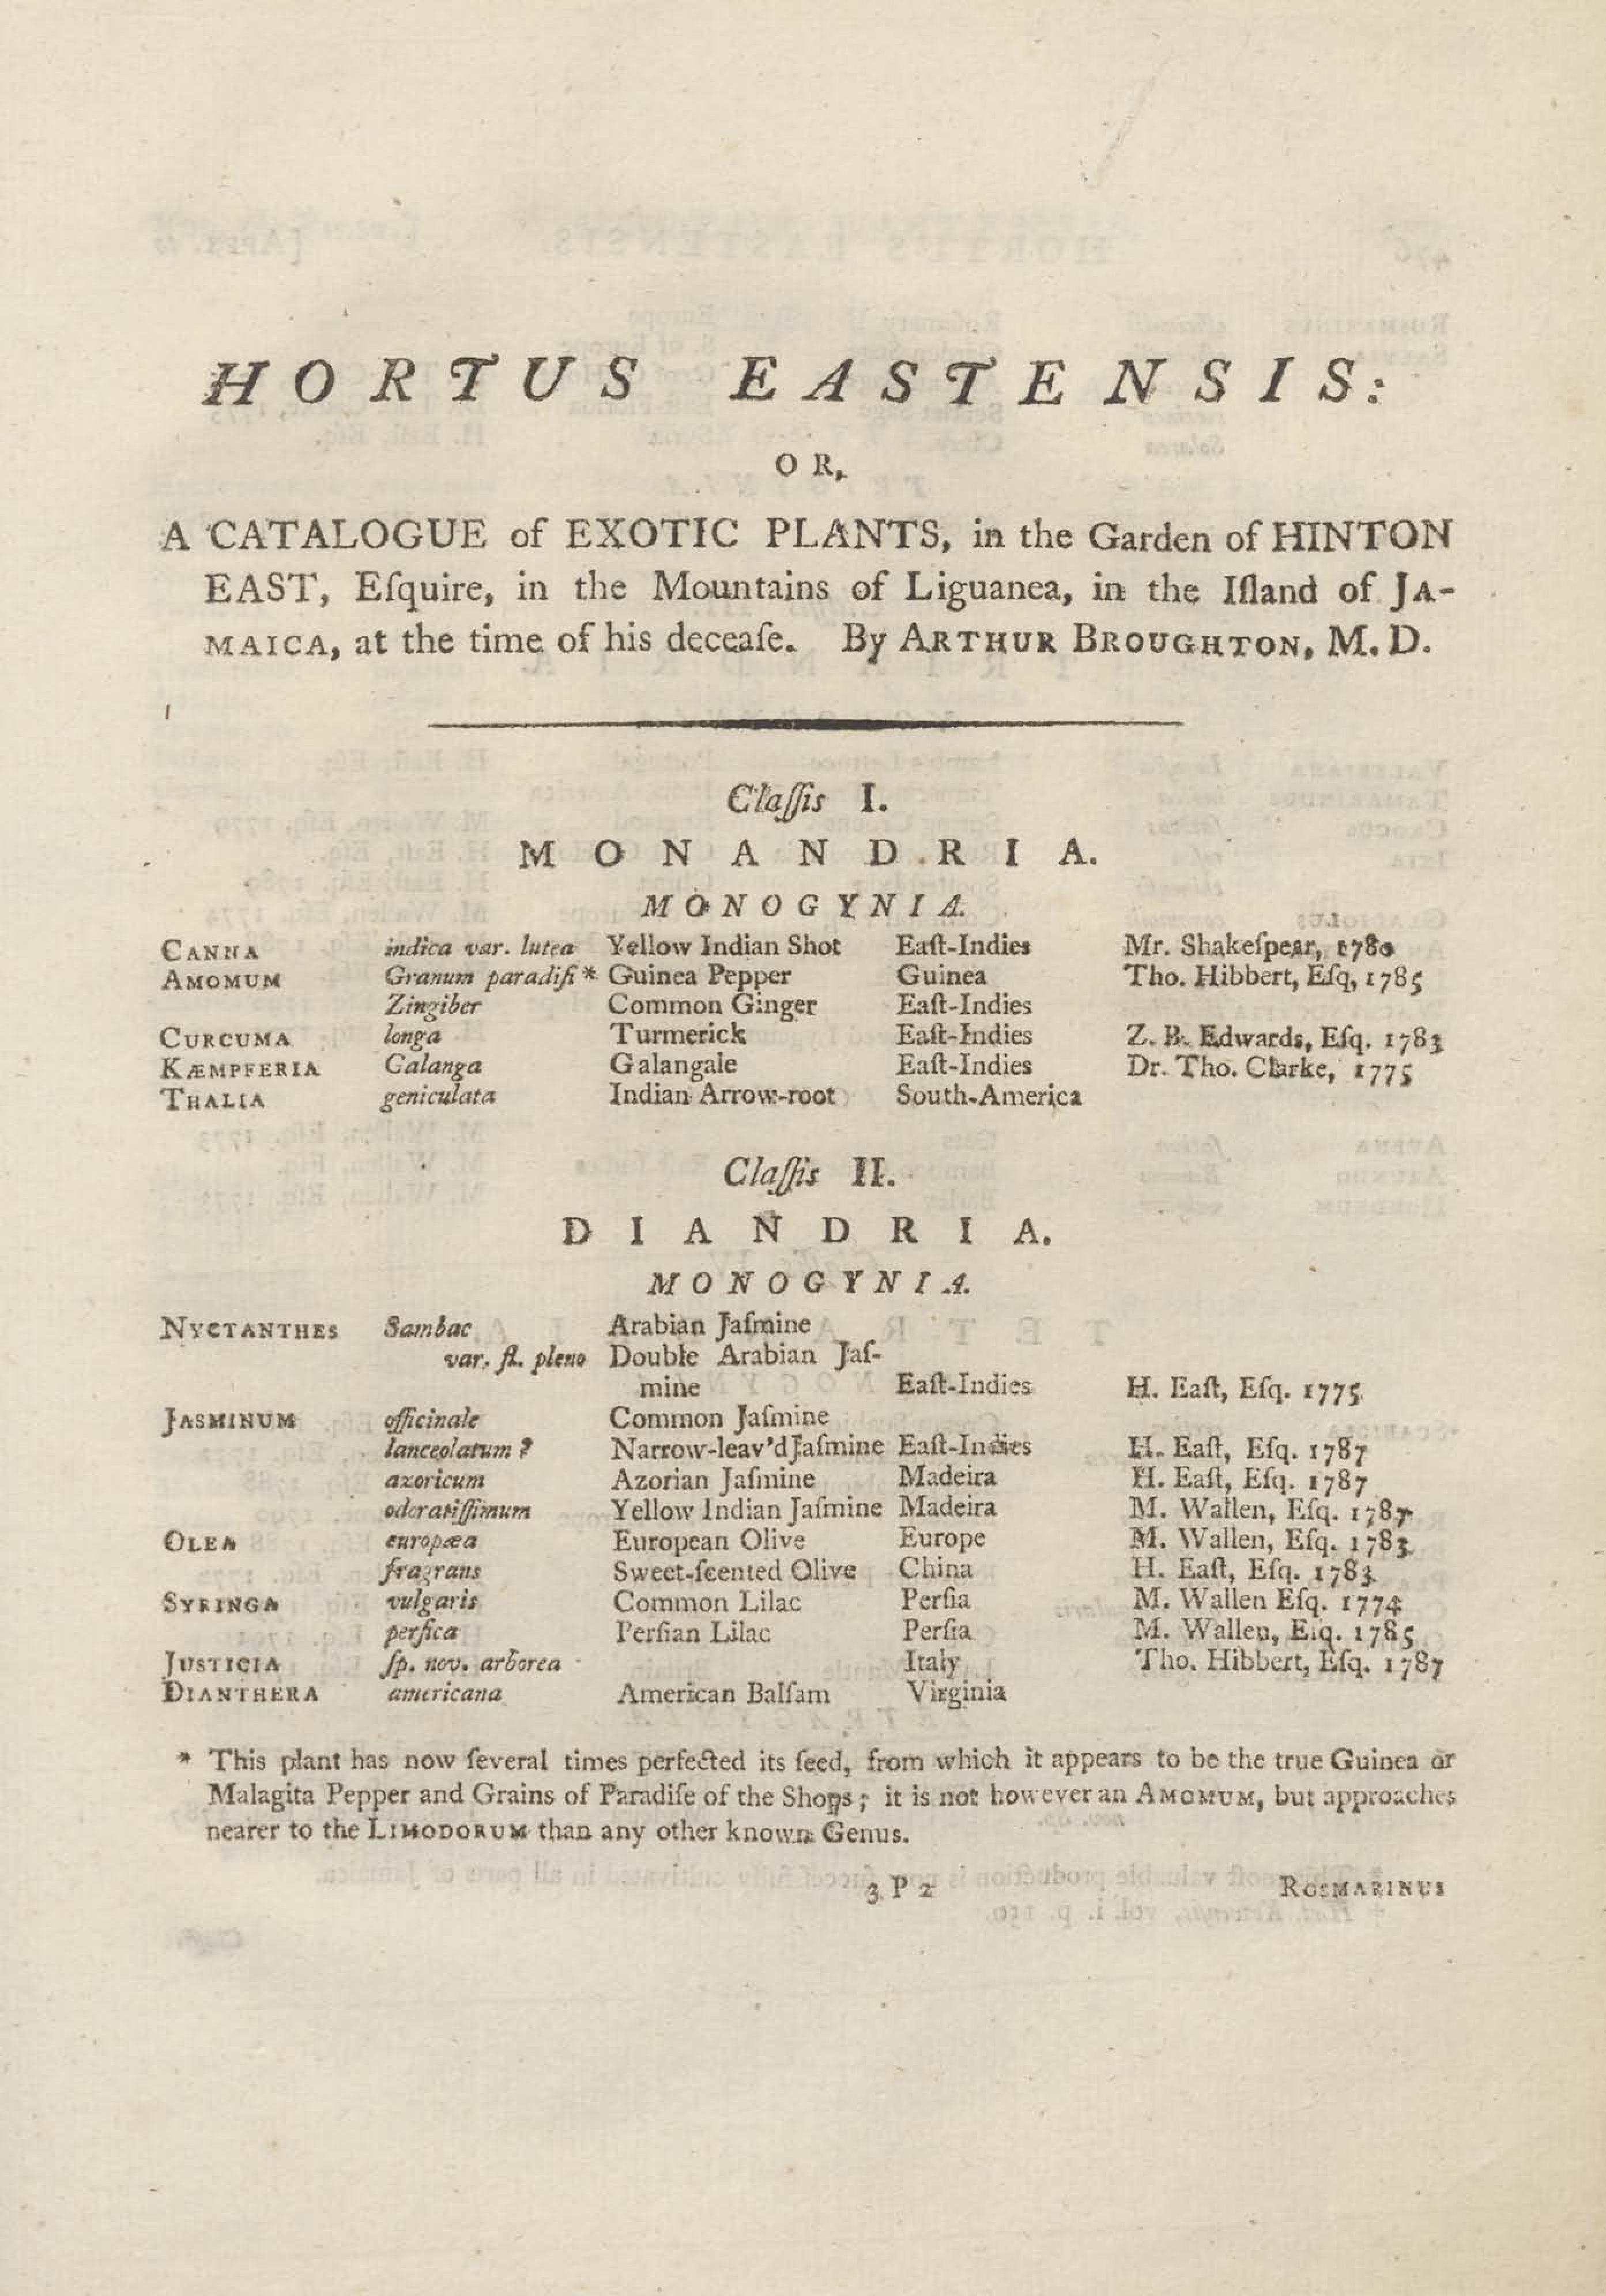 HORTUS EASTENSIS:
OR,
A CATALOGUE of EXOTIC PLANTS, in the Garden of HINTON
EAST, Eſquire, in the Mountains of Liguanea, in the Iſland of JA-
MAICA, at the time of his deceaſe. By ARTHUR BROUGHTON, M.D.
Claſſis I.
MONANDRIA.
MONOGYNIA.
CANNA indica var. lutea Yellow Indian Shot Eaſt-Indies Mr. Shakeſpear, 1780
AMOMUM Granum paradiſi * Guinea Pepper Guinea Tho. Hibbert, Eſq, 1785
Zingiber Common Ginger Eaſt-Indies
CURCUMA longa Turmerick Eaſt-Indies Z. B. Edwards, Eſq. 1783
KÆMPFERIA Galanga Galangale Eaſt-Indies Dr. Tho. Clarke, 1775
THALIA geniculata Indian Arrow-root South-America
Claſſis II.
DIANDRIA.
MONOGYNIA.
NYCTANTHES Sambac Arabian Jaſmine
var. fl. pleno Double Arabian Jaſ-
mine Eaſt-Indies H. Eaſt, Eſq. 1775
JASMINUM officinale Common Jaſmine
lanceolatum ? Narrow-leav'd Jaſmine Eaſt-Indies H. Eaſt, Eſq. 1787
azoricum Azorian Jaſmine Madeira H. Eaſt, Eſq. 1787
odoratiſſimum Yellow Indian Jaſmine Madeira M. Wallen, Eſq. 1787
OLEA europæa European Olive Europe M. Wallen, Eſq. 1783
fragrans Sweet-ſcented Olive China H. Eaſt, Eſq. 1783
SYRINGA vulgaris Common Lilac Perſia M. Wallen Eſq. 1774
perſica Perſian Lilac Perſia M. Wallen, Eſq. 1785
JUSTICIA ſp. nov. arborea Italy Tho. Hibbert, Eſq. 1787
DIANTHERA americana American Balſam Virginia
* This plant has now ſeveral times perfected its ſeed, from which it appears to be the true Guinea or
Malagita Pepper and Grains of Paradiſe of the Shops; it is not however an AMOMUM, but approaches
nearer to the LIMODORUM than any other known Genus.
3 P 2 ROSMARINUS